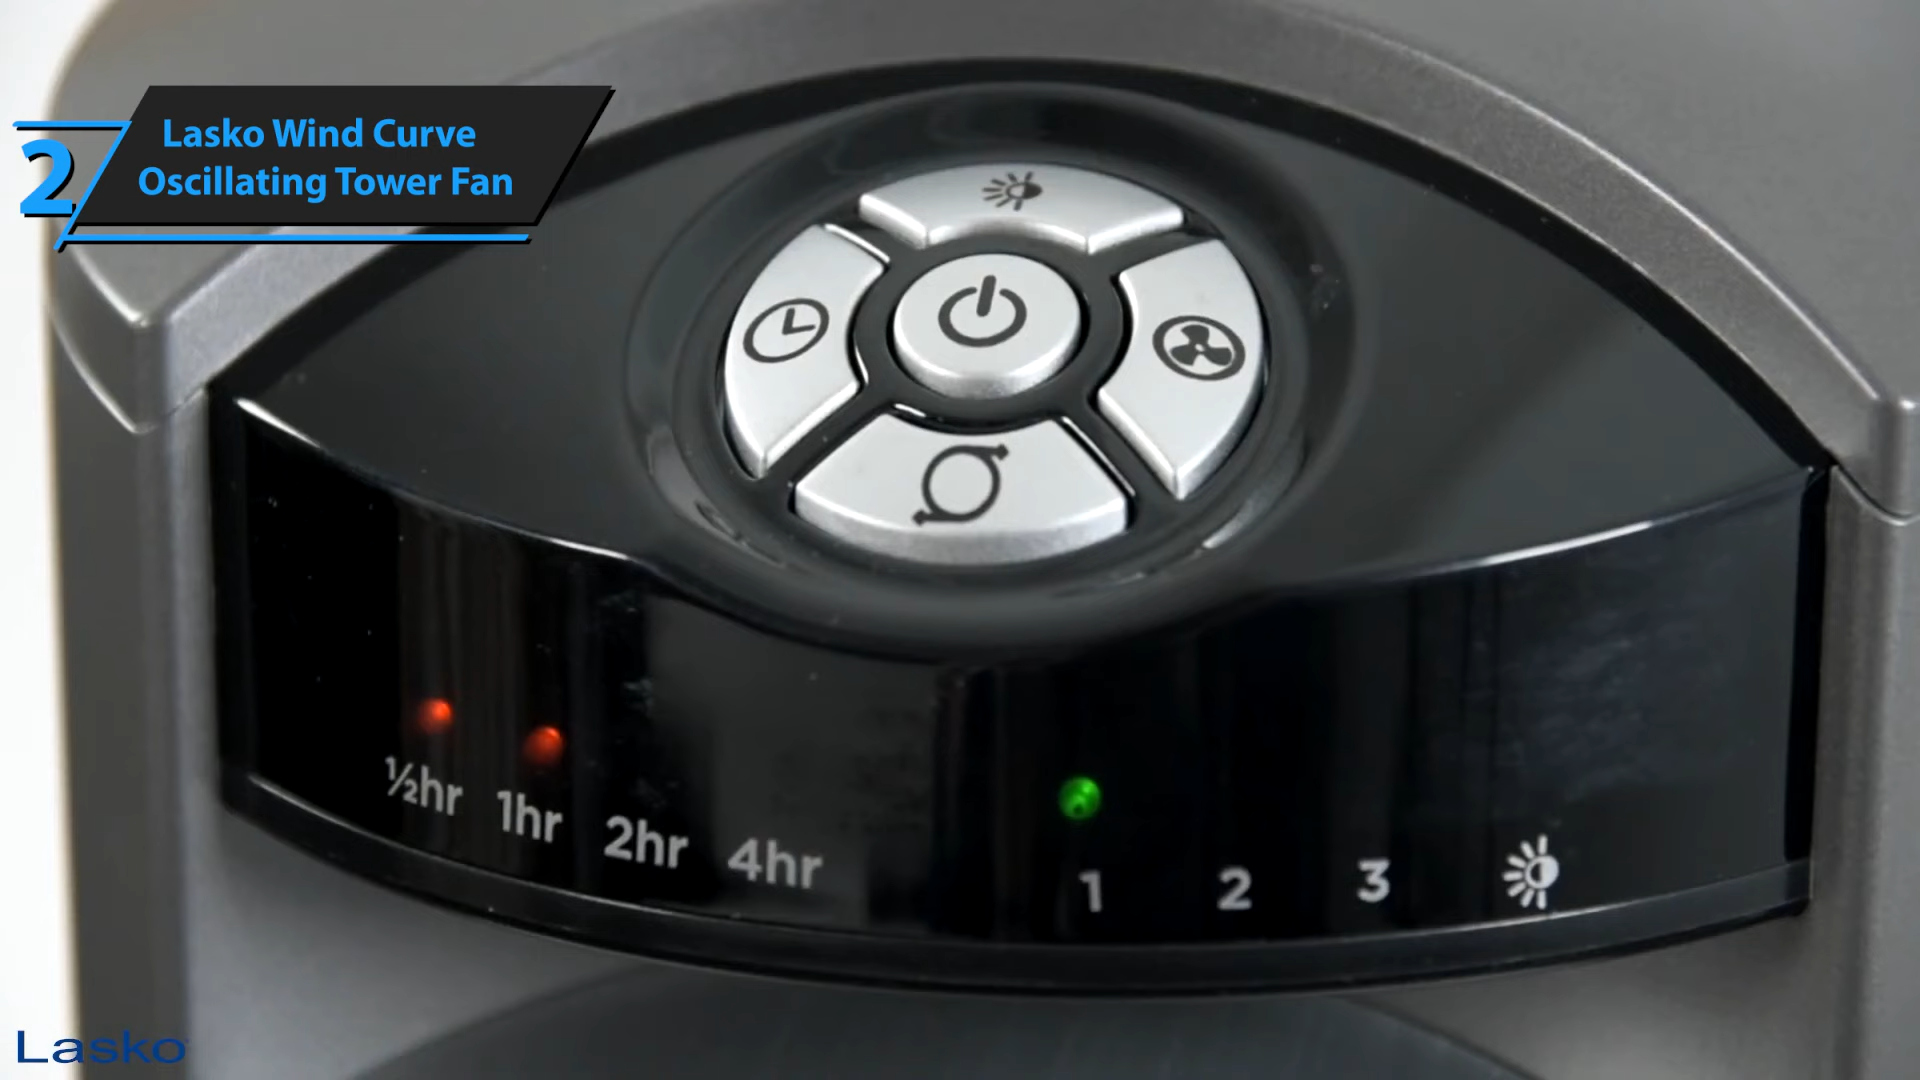 2
Lasko Wind Curve
Oscillating Tower Fan
½hr 1hr 2hr 4hr 1 2 3
Lasko